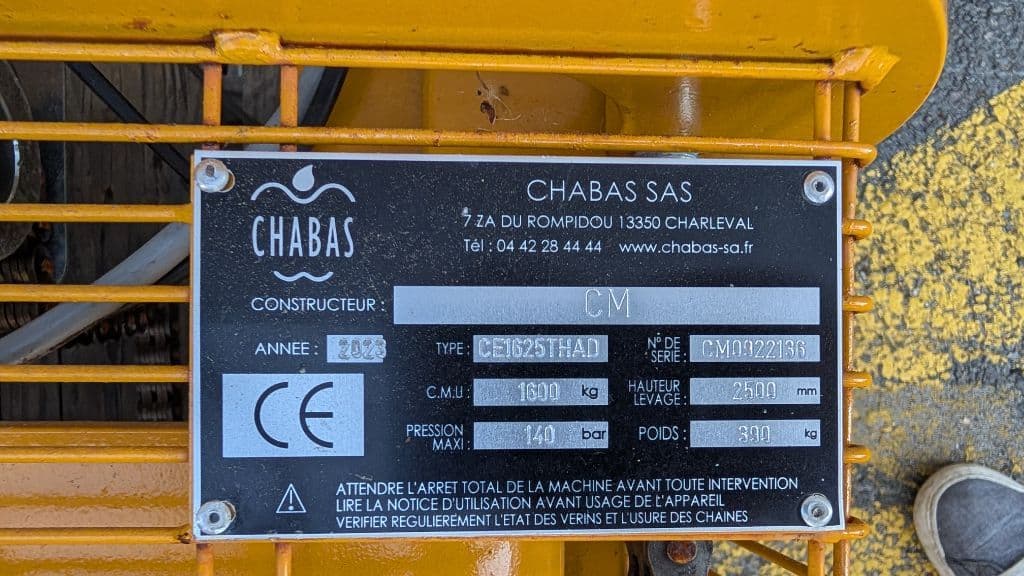 CHABAS
CHABAS SAS
7 ZA DU ROMPIDOU 13350 CHARLEVAL
Tél : 04 42 28 44 44 www.chabas-sa.fr
CONSTRUCTEUR : CM
ANNEE : 2023 TYPE : CE1625THAD N° DE SERIE : CM0922136
CE
C.M.U : 1600 kg HAUTEUR LEVAGE : 2500 mm
PRESSION MAXI : 140 bar POIDS : kg
ATTENDRE L'ARRET TOTAL DE LA MACHINE AVANT TOUTE INTERVENTION
LIRE LA NOTICE D'UTILISATION AVANT USAGE DE L'APPAREIL
VERIFIER REGULIEREMENT L'ETAT DES VERINS ET L'USURE DES CHAINES